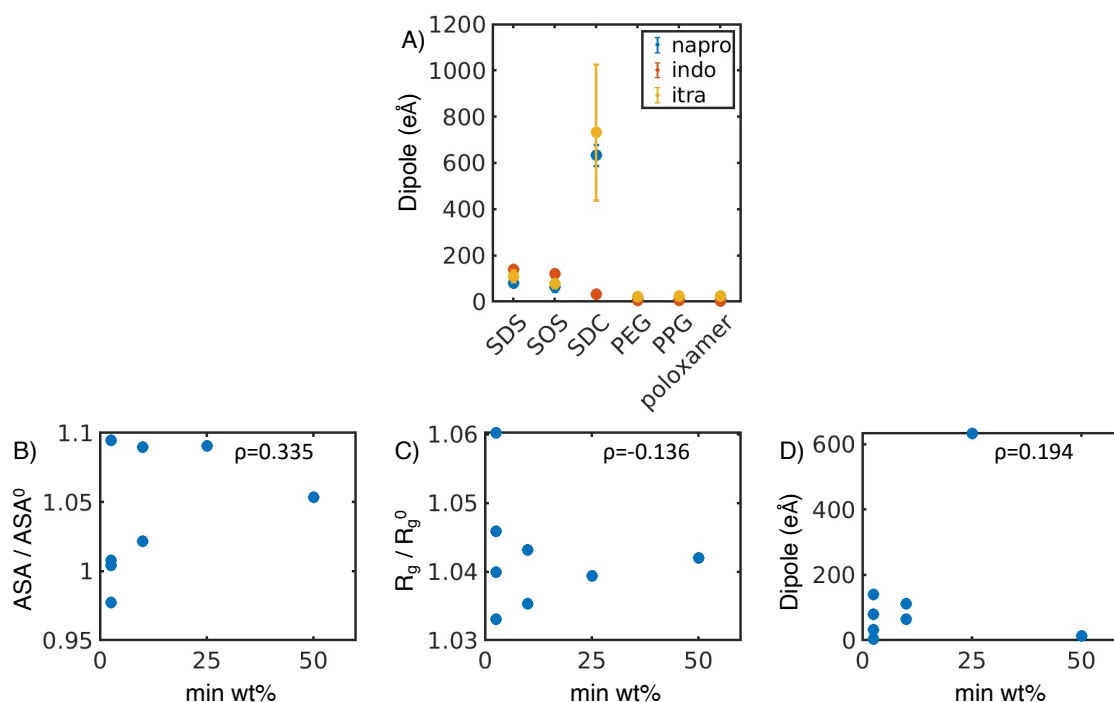 A)
Dipole (eÅ)
1200
1000
800
600
400
200
0
napro
indo
itra
SDS
SOS
SDC
PEG
PPG
poloxamer
B)
ASA / ASA⁰
1.1
1.05
1
0.95
ρ=0.335
0
25
50
min wt%
C)
R_g / R_g⁰
1.06
1.05
1.04
1.03
ρ=-0.136
0
25
50
min wt%
D)
Dipole (eÅ)
600
400
200
0
ρ=0.194
0
25
50
min wt%